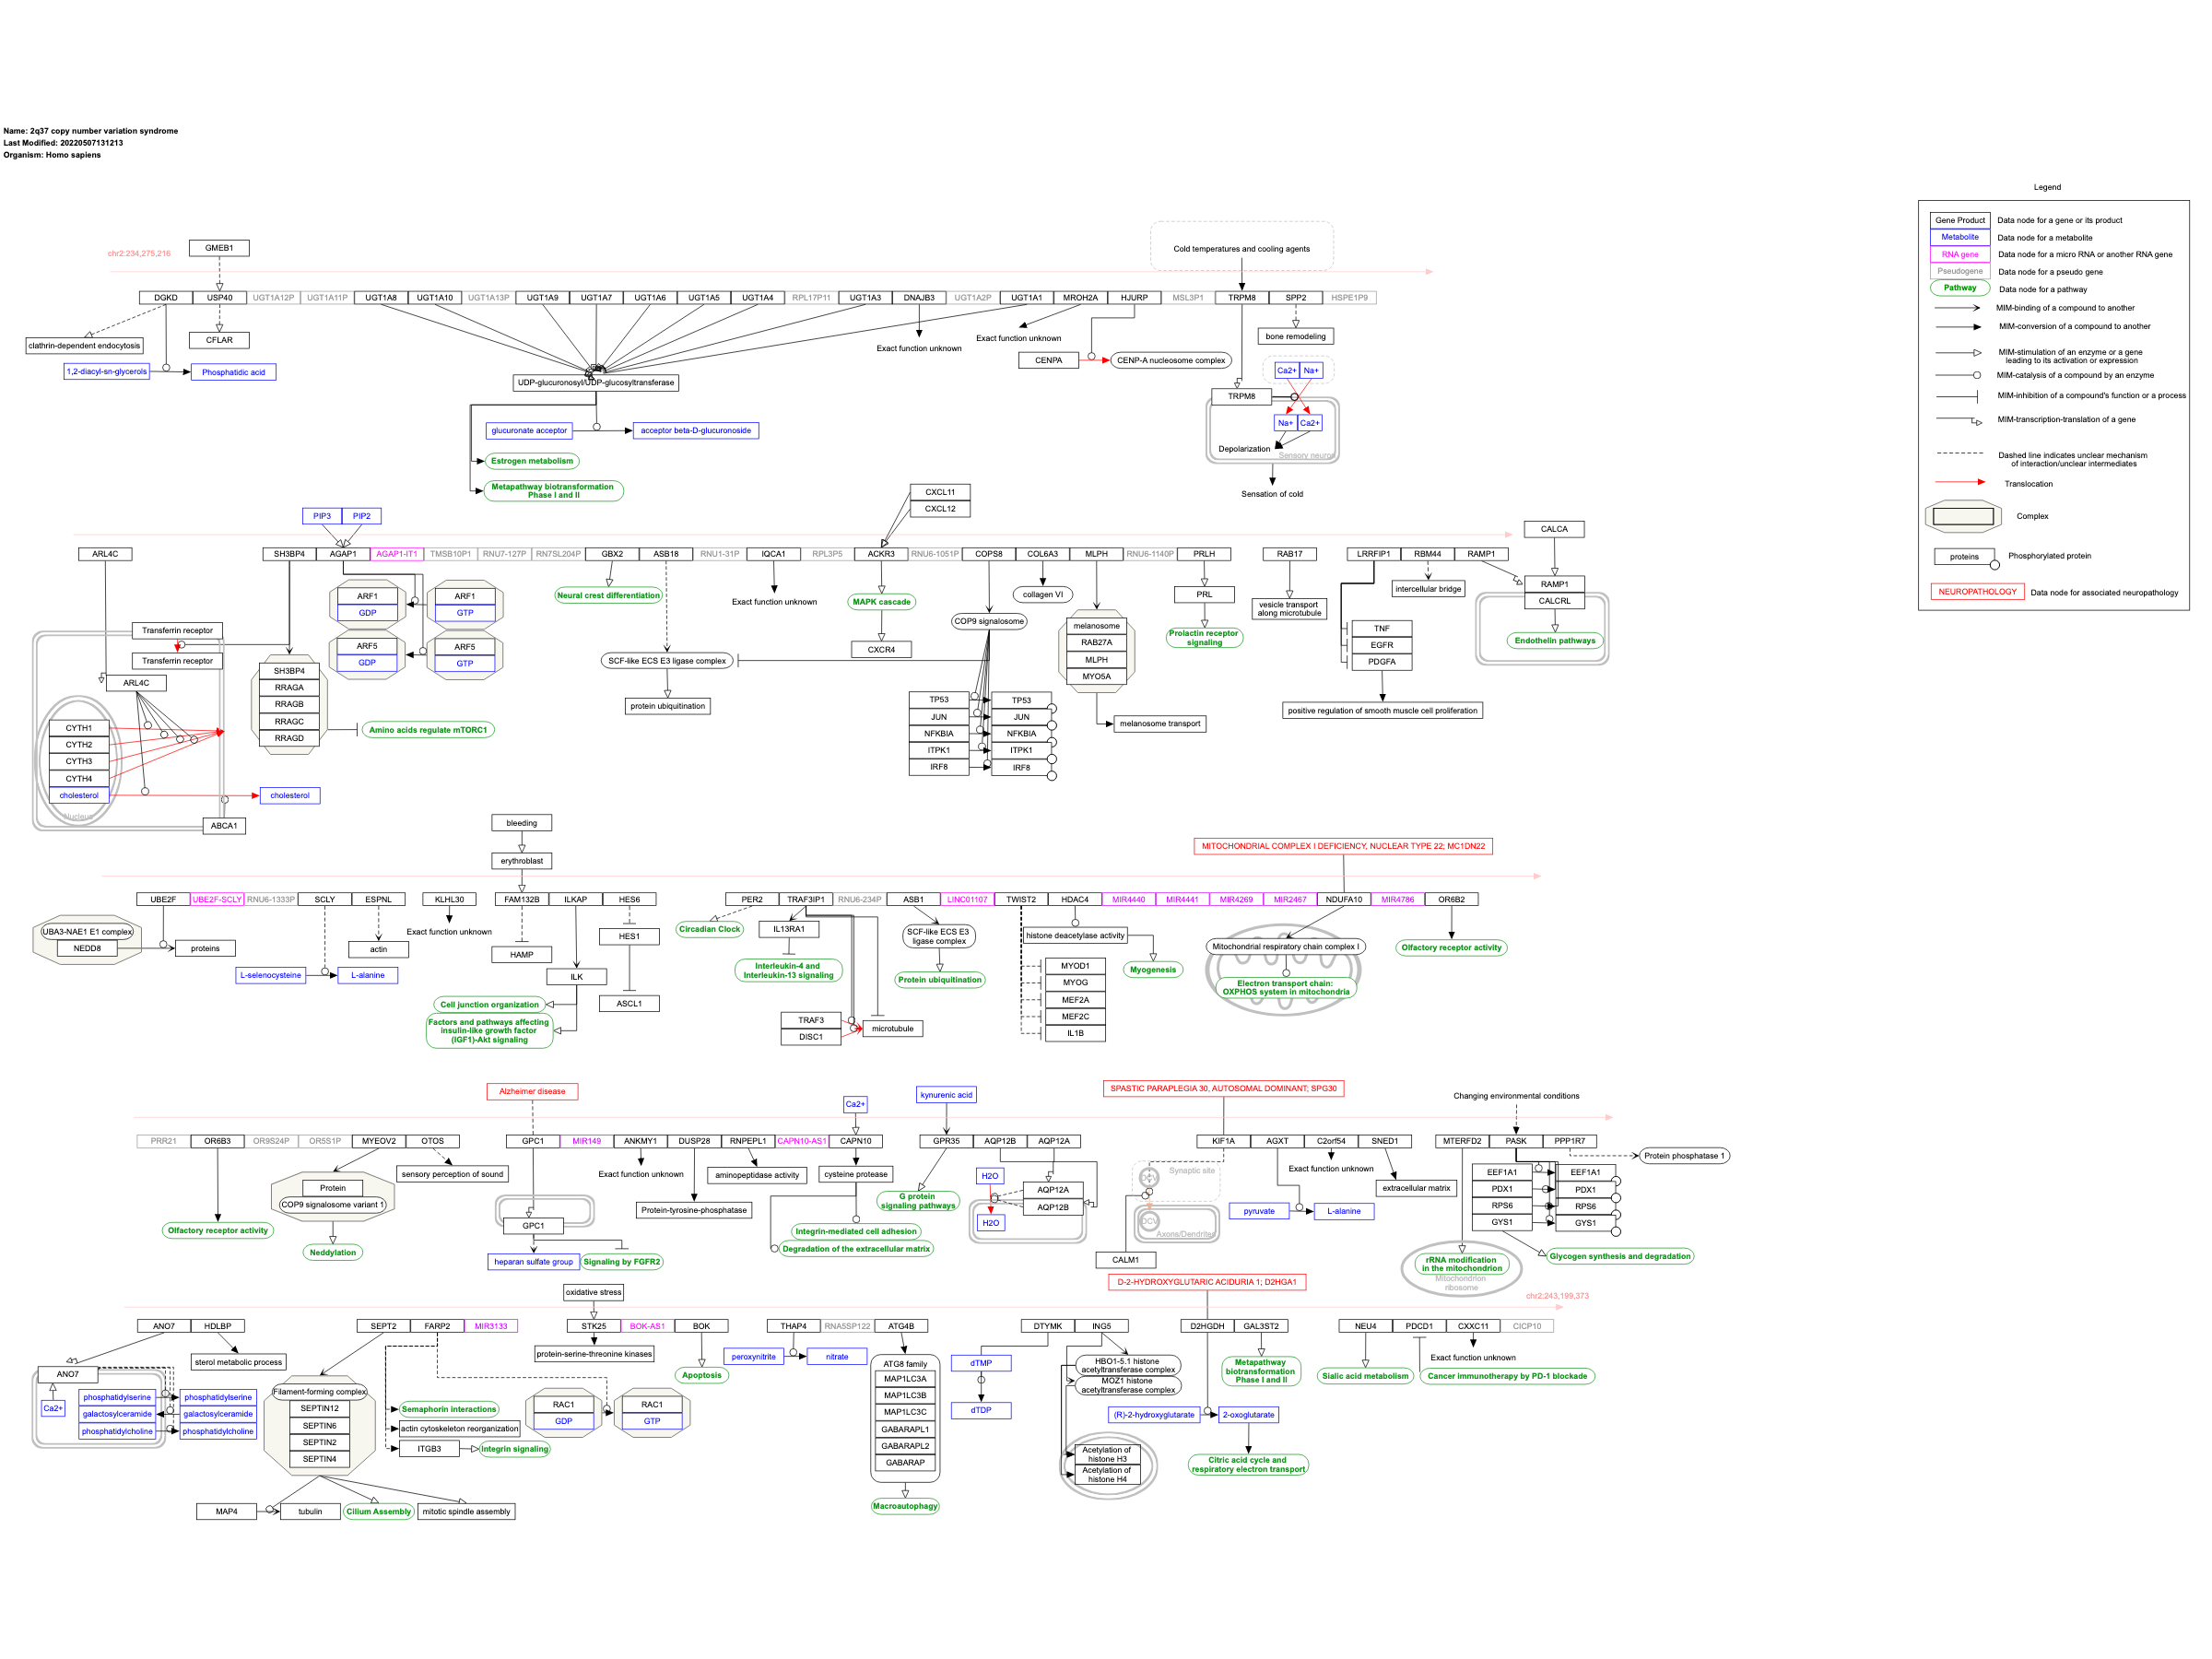 Name: 2q37 copy number variation syndrome
Last Modified: 20220507131213
Organism: Homo sapiens
Legend
Gene Product Data node for a gene or its product
Metabolite Data node for a metabolite
RNA gene Data node for a micro RNA or another RNA gene
Pseudogene Data node for a pseudo gene
Pathway Data node for a pathway
MIM-binding of a compound to another
MIM-conversion of a compound to another
MIM-stimulation of an enzyme or a gene
leading to its activation or expression
MIM-catalysis of a compound by an enzyme
MIM-inhibition of a compound's function or a process
MIM-transcription-translation of a gene
Dashed line indicates unclear mechanism
of interaction/unclear intermediates
Translocation
Complex
proteins Phosphorylated protein
NEUROPATHOLOGY Data node for associated neuropathology
chr2:234,275,216
GMEB1
Cold temperatures and cooling agents
DGKD USP40 UGT1A12P UGT1A11P UGT1A8 UGT1A10 UGT1A13P UGT1A9 UGT1A7 UGT1A6 UGT1A5 UGT1A4 RPL17P11 UGT1A3 DNAJB3 UGT1A2P UGT1A1 MROH2A HJURP MSL3P1 TRPM8 SPP2 HSPE1P9
clathrin-dependent endocytosis
CFLAR
Exact function unknown
Exact function unknown
bone remodeling
1,2-diacyl-sn-glycerols Phosphatidic acid
CENPA CENP-A nucleosome complex
Ca2+ Na+
UDP-glucuronosyl/UDP-glucosyltransferase
TRPM8
glucuronate acceptor acceptor beta-D-glucuronoside
Na+ Ca2+
Depolarization
Sensory neuron
Estrogen metabolism
Metapathway biotransformation
Phase I and II
Sensation of cold
CXCL11
CXCL12
PIP3 PIP2
CALCA
ARL4C SH3BP4 AGAP1 AGAP1-IT1 TMSB10P1 RNU7-127P RN7SL204P GBX2 ASB18 RNU1-31P IQCA1 RPL3P5 ACKR3 RNU6-1051P COPS8 COL6A3 MLPH RNU6-1140P PRLH RAB17 LRRFIP1 RBM44 RAMP1
ARF1
GDP
ARF1
GTP
Neural crest differentiation
Exact function unknown
MAPK cascade
collagen VI
PRL
vesicle transport
along microtubule
intercellular bridge
RAMP1
CALCRL
Endothelin pathways
Transferrin receptor
Transferrin receptor
ARF5
GDP
ARF5
GTP
COP9 signalosome
melanosome
RAB27A
MLPH
MYO5A
Prolactin receptor
signaling
TNF
EGFR
PDGFA
SCF-like ECS E3 ligase complex
CXCR4
ARL4C
SH3BP4
RRAGA
RRAGB
RRAGC
RRAGD
Amino acids regulate mTORC1
protein ubiquitination
TP53 TP53
JUN JUN
NFKBIA NFKBIA
ITPK1 ITPK1
IRF8 IRF8
melanosome transport
positive regulation of smooth muscle cell proliferation
CYTH1
CYTH2
CYTH3
CYTH4
cholesterol cholesterol
Nucleus
ABCA1
bleeding
erythroblast
MITOCHONDRIAL COMPLEX I DEFICIENCY, NUCLEAR TYPE 22; MC1DN22
UBE2F UBE2F-SCLY RNU6-1333P SCLY ESPNL KLHL30 FAM132B ILKAP HES6 PER2 TRAF3IP1 RNU6-234P ASB1 LINC01107 TWIST2 HDAC4 MIR4440 MIR4441 MIR4269 MIR2467 NDUFA10 MIR4786 OR6B2
UBA3-NAE1 E1 complex
NEDD8
proteins
actin
Exact function unknown
HAMP
HES1
Circadian Clock
IL13RA1
SCF-like ECS E3
ligase complex
histone deacetylase activity
Mitochondrial respiratory chain complex I
Olfactory receptor activity
L-selenocysteine L-alanine
ILK
Interleukin-4 and
Interleukin-13 signaling
Protein ubiquitination
MYOD1
MYOG
MEF2A
MEF2C
IL1B
Myogenesis
Electron transport chain:
OXPHOS system in mitochondria
Cell junction organization
ASCL1
Factors and pathways affecting
insulin-like growth factor
(IGF1)-Akt signaling
TRAF3
DISC1
microtubule
Alzheimer disease
Ca2+
kynurenic acid
SPASTIC PARAPLEGIA 30, AUTOSOMAL DOMINANT; SPG30
Changing environmental conditions
PRR21 OR6B3 OR9S24P OR5S1P MYEOV2 OTOS GPC1 MIR149 ANKMY1 DUSP28 RNPEPL1 CAPN10-AS1 CAPN10 GPR35 AQP12B AQP12A KIF1A AGXT C2orf54 SNED1 MTERFD2 PASK PPP1R7
Protein phosphatase 1
sensory perception of sound
Exact function unknown
aminopeptidase activity
cysteine protease
Exact function unknown
extracellular matrix
Protein
COP9 signalosome variant 1
Protein-tyrosine-phosphatase
G protein
signaling pathways
H2O
H2O
AQP12A
AQP12B
Synaptic site
DCV
DCV
Axons/Dendrites
pyruvate L-alanine
EEF1A1 EEF1A1
PDX1 PDX1
RPS6 RPS6
GYS1 GYS1
Olfactory receptor activity
Neddylation
GPC1
heparan sulfate group
Signaling by FGFR2
Integrin-mediated cell adhesion
Degradation of the extracellular matrix
CALM1
Glycogen synthesis and degradation
rRNA modification
in the mitochondrion
Mitochondrion
ribosome
D-2-HYDROXYGLUTARIC ACIDURIA 1; D2HGA1
oxidative stress
chr2:243,199,373
ANO7 HDLBP SEPT2 FARP2 MIR3133 STK25 BOK-AS1 BOK THAP4 RNA5SP122 ATG4B DTYMK ING5 D2HGDH GAL3ST2 NEU4 PDCD1 CXXC11 CICP10
sterol metabolic process
protein-serine-threonine kinases
peroxynitrite nitrate
Exact function unknown
ANO7
Ca2+
phosphatidylserine phosphatidylserine
galactosylceramide galactosylceramide
phosphatidylcholine phosphatidylcholine
Filament-forming complex
SEPTIN12
SEPTIN6
SEPTIN2
SEPTIN4
Semaphorin interactions
actin cytoskeleton reorganization
ITGB3
Integrin signaling
RAC1
GDP
RAC1
GTP
Apoptosis
ATG8 family
MAP1LC3A
MAP1LC3B
MAP1LC3C
GABARAPL1
GABARAPL2
GABARAP
dTMP
dTDP
HBO1-5.1 histone
acetyltransferase complex
MOZ1 histone
acetyltransferase complex
Metapathway
biotransformation
Phase I and II
Sialic acid metabolism
Cancer immunotherapy by PD-1 blockade
(R)-2-hydroxyglutarate 2-oxoglutarate
Acetylation of
histone H3
Acetylation of
histone H4
Citric acid cycle and
respiratory electron transport
MAP4 tubulin
Cilium Assembly
mitotic spindle assembly
Macroautophagy